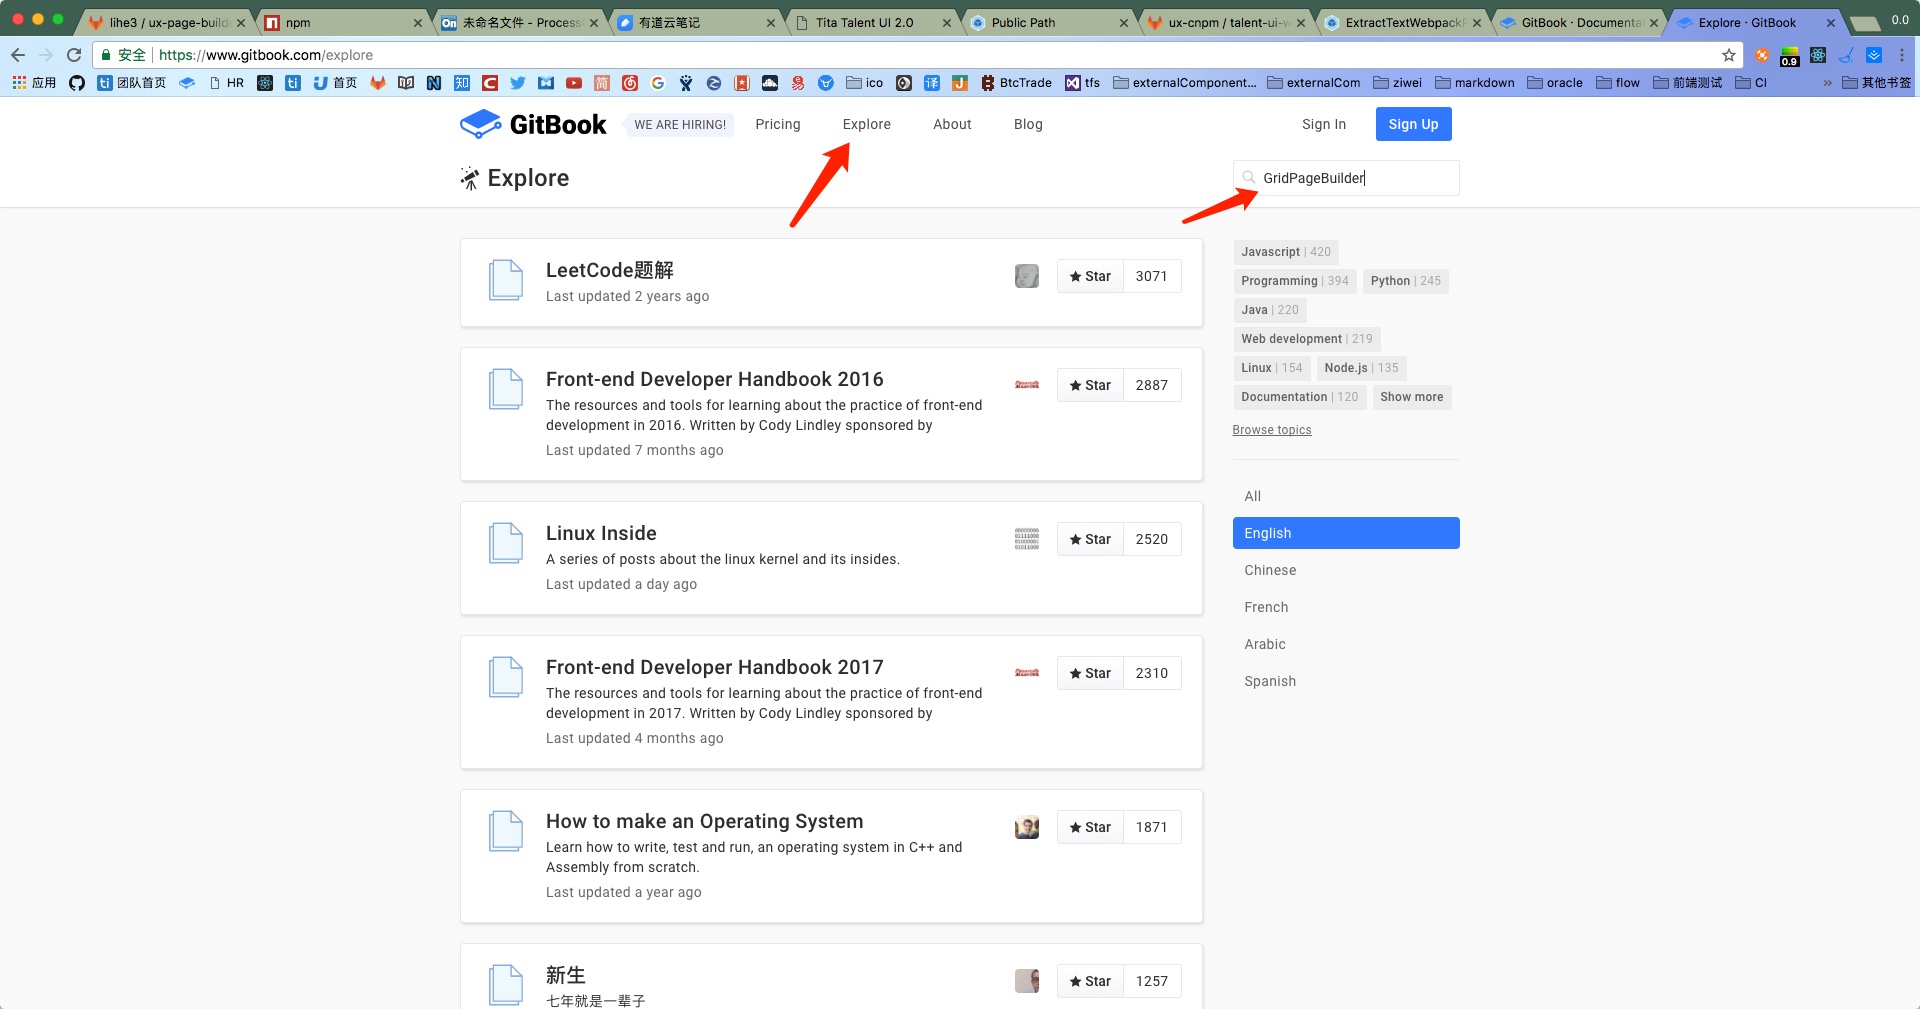 lihe3 / ux-page-builde
npm
未命名文件 - Process
有道云笔记
Tita Talent UI 2.0
Public Path
ux-cnpm / talent-ui-w
ExtractTextWebpackP
GitBook · Documenta
Explore · GitBook
0.0
安全 https://www.gitbook.com/explore
0.9
应用 团队首页 HR 首页 ico BtcTrade tfs externalComponent... externalCom ziwei markdown oracle flow 前端测试 CI » 其他书签
GitBook WE ARE HIRING! Pricing Explore About Blog Sign In Sign Up
Explore GridPageBuilder
LeetCode题解
Last updated 2 years ago
Star 3071
Front-end Developer Handbook 2016
The resources and tools for learning about the practice of front-end
development in 2016. Written by Cody Lindley sponsored by
Last updated 7 months ago
Star 2887
Linux Inside
A series of posts about the linux kernel and its insides.
Last updated a day ago
Star 2520
Front-end Developer Handbook 2017
The resources and tools for learning about the practice of front-end
development in 2017. Written by Cody Lindley sponsored by
Last updated 4 months ago
Star 2310
How to make an Operating System
Learn how to write, test and run, an operating system in C++ and
Assembly from scratch.
Last updated a year ago
Star 1871
新生
七年就是一辈子
Star 1257
Javascript | 420
Programming | 394 Python | 245
Java | 220
Web development | 219
Linux | 154 Node.js | 135
Documentation | 120 Show more
Browse topics
All
English
Chinese
French
Arabic
Spanish